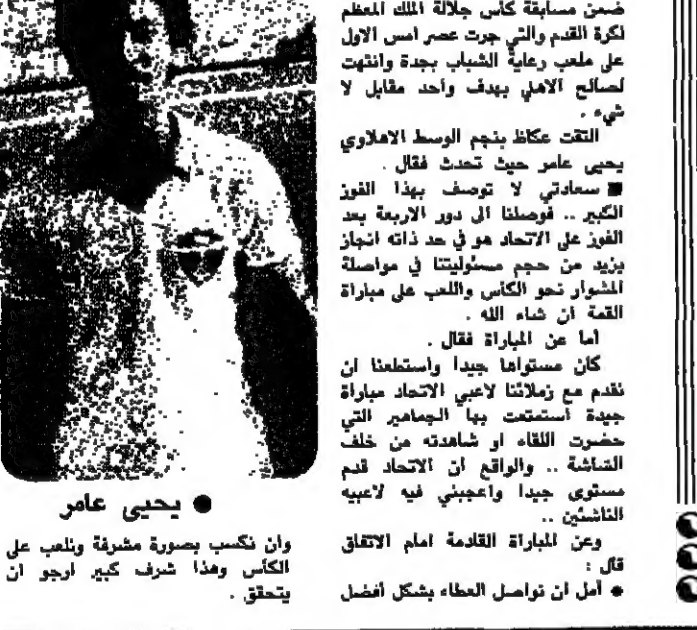 ضمن مسابقة كأس جلالة الملك المعظم
لكرة القدم والتي جرت عصر امس الاول
على ملعب رعاية الشباب بجدة وانتهت
لصالح الاهلي بهدف واحد مقابل لا
شيء .
التقت عكاظ بنجم الوسط الاهلاوي
يحيى عامر حيث تحدث فقال .
■ سعادتي لا توصف بهذا الفوز
الكبير .. فوصلنا الى دور الاربعة بعد
الفوز على الاتحاد هو في حد ذاته انجاز
يزيد من حجم مسئوليتنا في مواصلة
المشوار نحو الكأس واللعب على مباراة
القمة ان شاء الله .
أما عن المباراة فقال .
كان مستواها جيدا واستطعنا ان
نقدم مع زملائنا لاعبي الاتحاد مباراة
جيدة استمتعت بها الجماهير التي
حضرت اللقاء او شاهدته من خلف
الشاشة .. والواقع ان الاتحاد قدم
مستوى جيدا واعجبني فيه لاعبيه
الناشئين ..
وعن المباراة القادمة امام الاتفاق
قال :
● أمل ان نواصل العطاء بشكل أفضل
● يحيى عامر
وان نكسب بصورة مشرفة ونلعب على
الكأس وهذا شرف كبير ارجو ان
يتحقق .